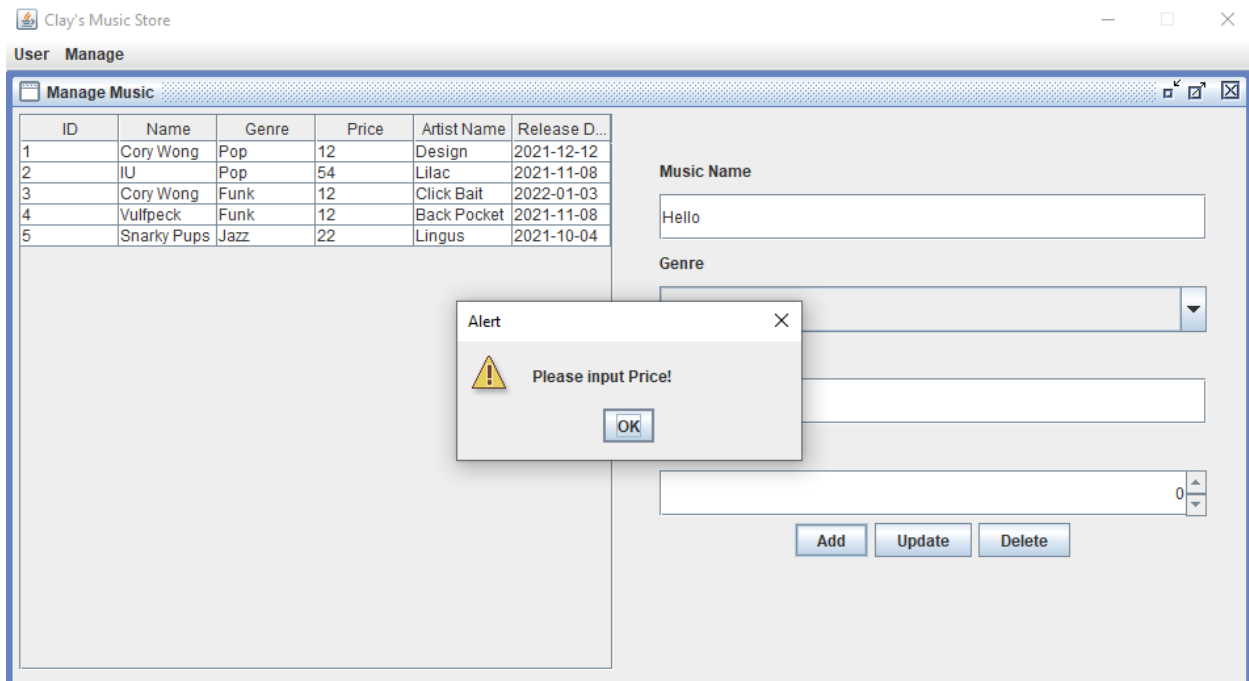 Clay's Music Store
User Manage
Manage Music
ID Name Genre Price Artist Name Release D...
1 Cory Wong Pop 12 Design 2021-12-12
2 IU Pop 54 Lilac 2021-11-08
3 Cory Wong Funk 12 Click Bait 2022-01-03
4 Vulfpeck Funk 12 Back Pocket 2021-11-08
5 Snarky Pups Jazz 22 Lingus 2021-10-04
Music Name
Hello
Genre
Alert
Please input Price!
OK
0
Add Update Delete